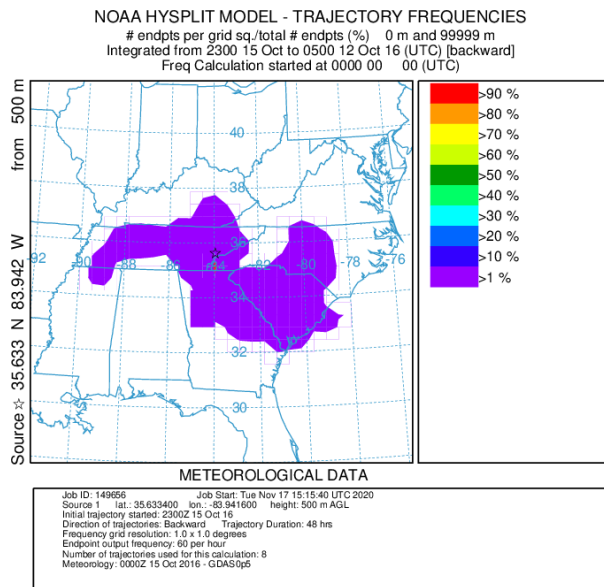 NOAA HYSPLIT MODEL - TRAJECTORY FREQUENCIES
# endpts per grid sq./total # endpts (%) 0 m and 99999 m
Integrated from 2300 15 Oct to 0500 12 Oct 16 (UTC) [backward]
Freq Calculation started at 0000 00 00 (UTC)
Source ☆ 35.633 N 83.942 W from 500 m
40
38
36
-92
-88
-86
-84
-82
-80
-78
-76
34
32
30
>90 %
>80 %
>70 %
>60 %
>50 %
>40 %
>30 %
>20 %
>10 %
>1 %
METEOROLOGICAL DATA
Job ID: 149656 Job Start: Tue Nov 17 15:15:40 UTC 2020
Source 1 lat.: 35.633400 lon.: -83.941600 height: 500 m AGL
Initial trajectory started: 2300Z 15 Oct 16
Direction of trajectories: Backward Trajectory Duration: 48 hrs
Frequency grid resolution: 1.0 x 1.0 degrees
Endpoint output frequency: 60 per hour
Number of trajectories used for this calculation: 8
Meteorology: 0000Z 15 Oct 2016 - GDAS0p5